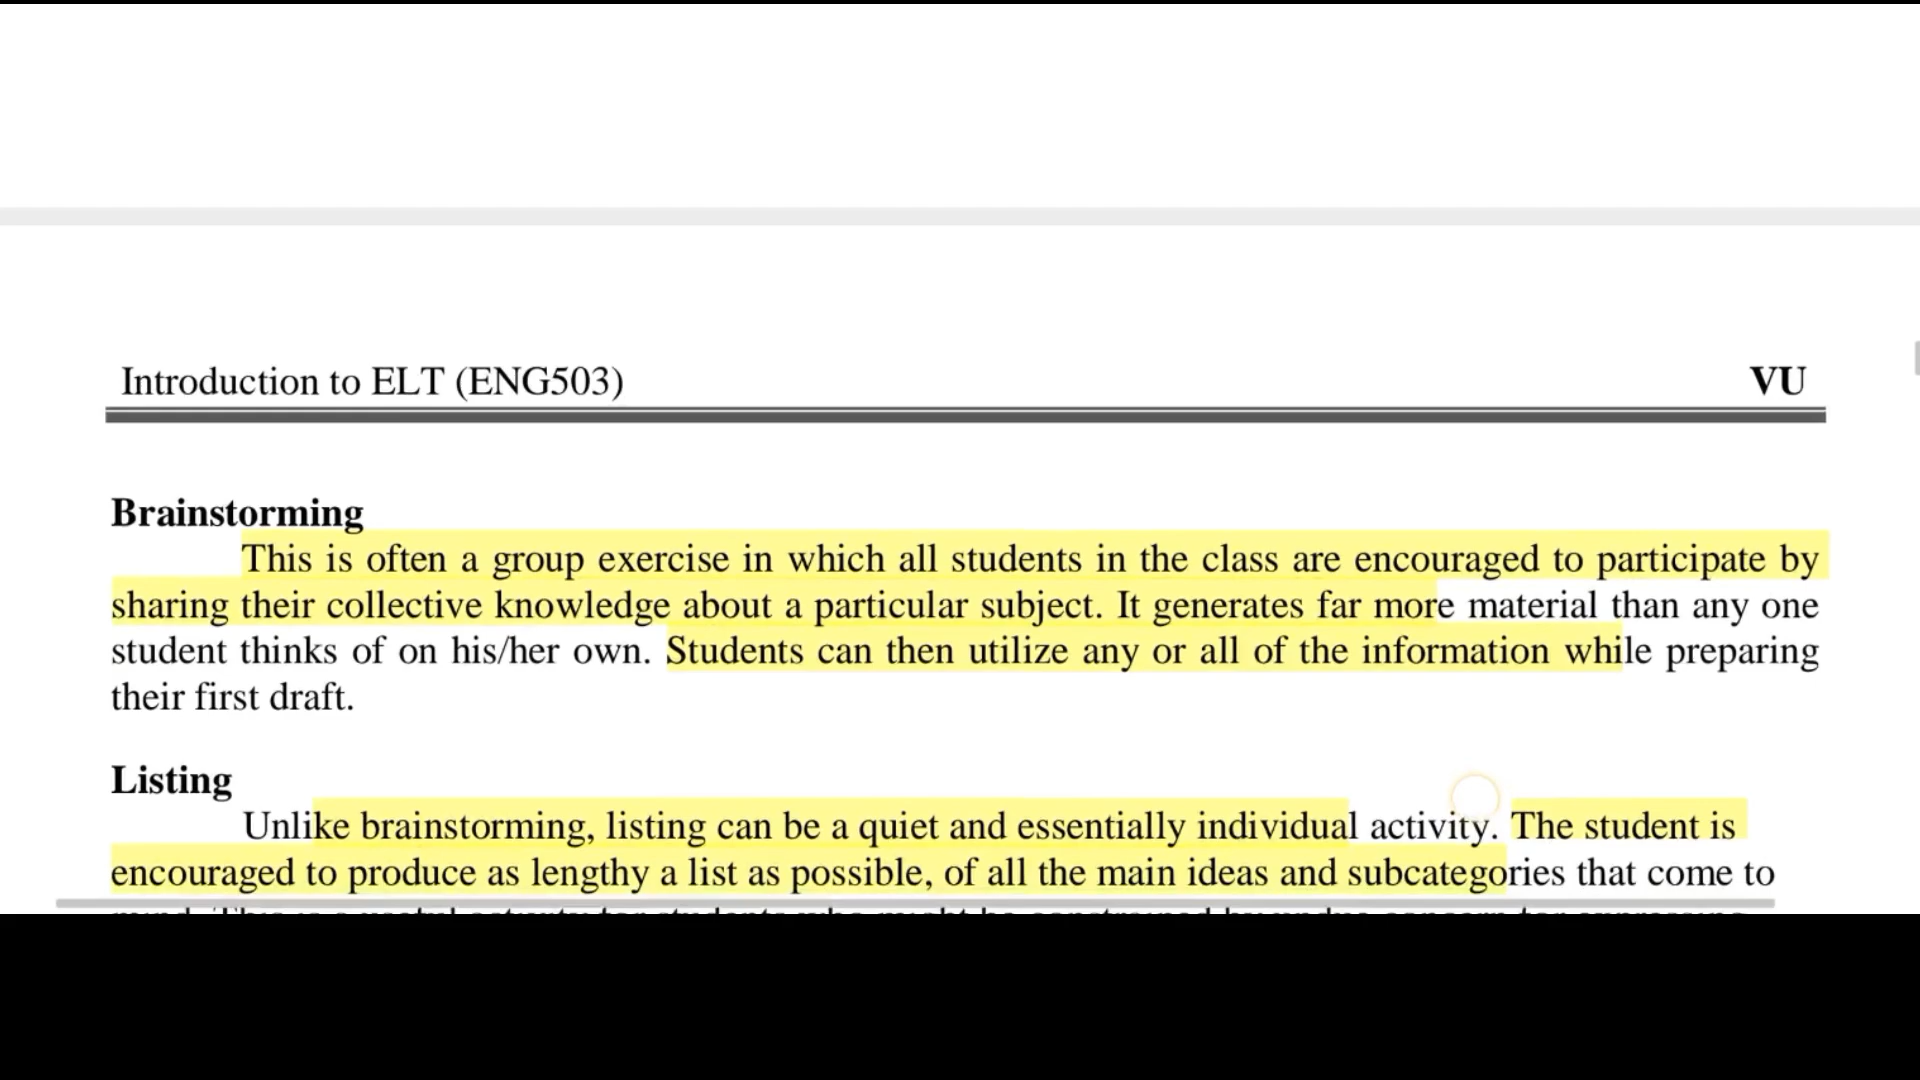 Introduction to ELT (ENG503) VU
Brainstorming
This is often a group exercise in which all students in the class are encouraged to participate by
sharing their collective knowledge about a particular subject. It generates far more material than any one
student thinks of on his/her own. Students can then utilize any or all of the information while preparing
their first draft.
Listing
Unlike brainstorming, listing can be a quiet and essentially individual activity. The student is
encouraged to produce as lengthy a list as possible, of all the main ideas and subcategories that come to